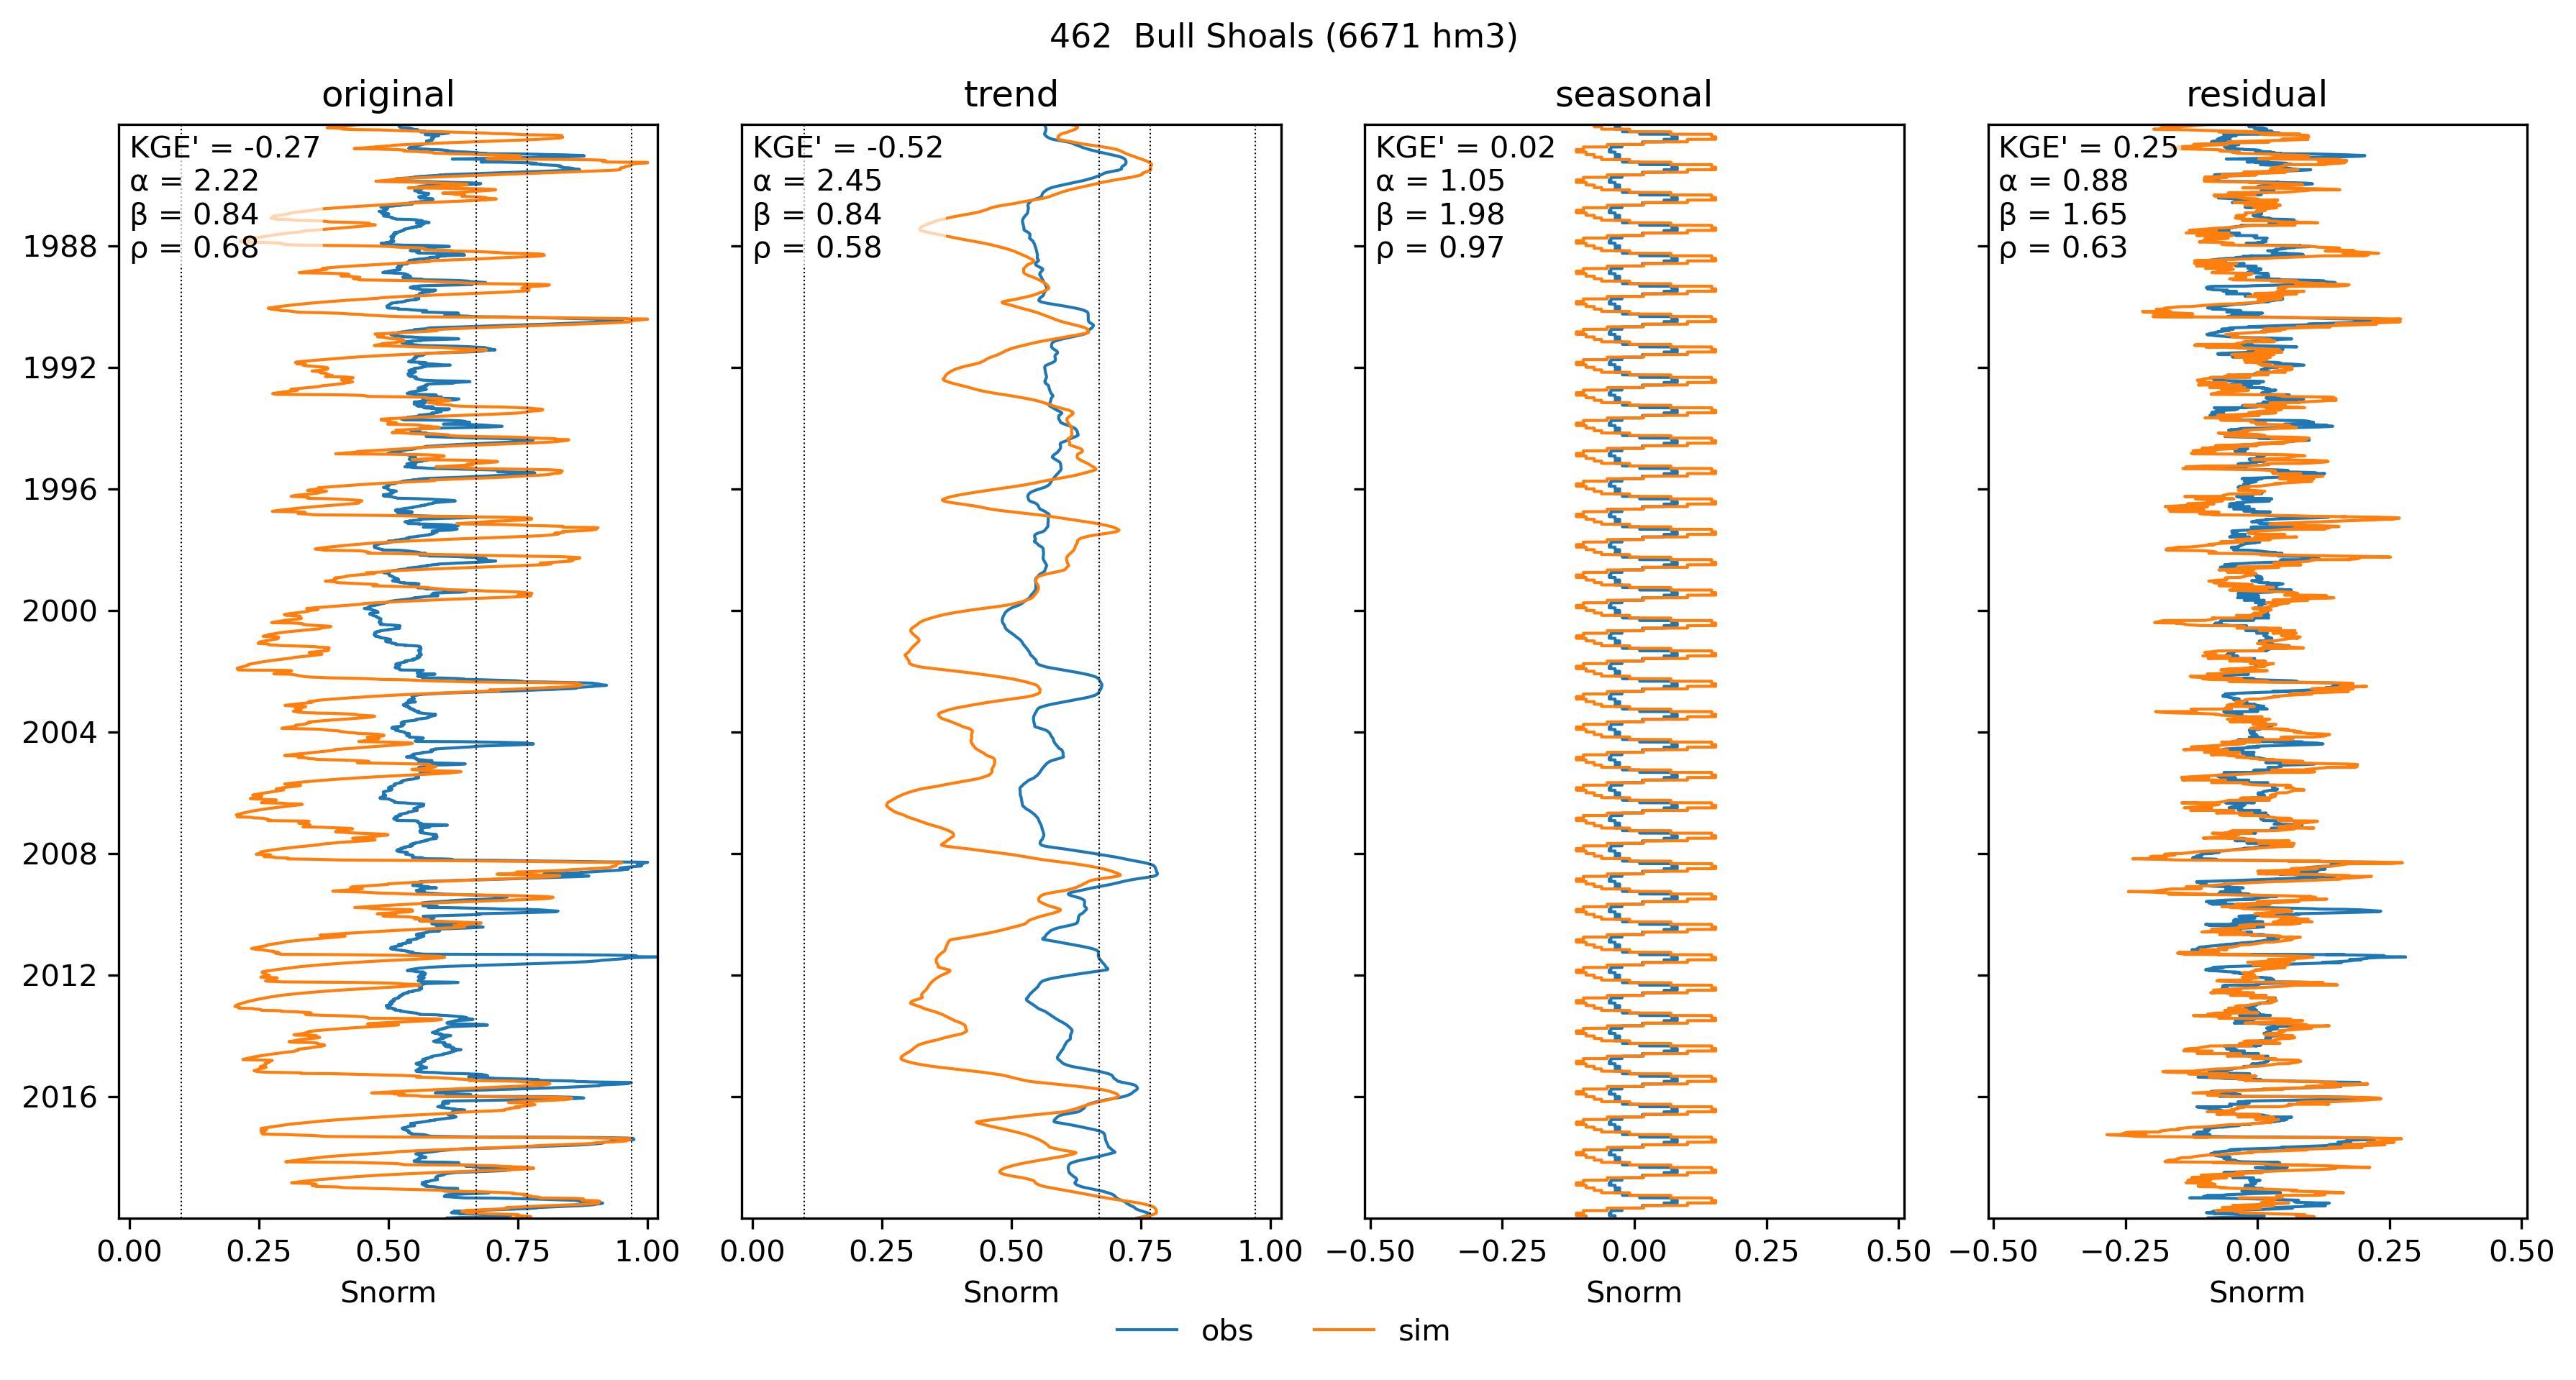 462  Bull Shoals (6671 hm3)
original
trend
seasonal
residual
KGE' = -0.27
α = 2.22
β = 0.84
ρ = 0.68
KGE' = -0.52
α = 2.45
β = 0.84
ρ = 0.58
KGE' = 0.02
α = 1.05
β = 1.98
ρ = 0.97
KGE' = 0.25
α = 0.88
β = 1.65
ρ = 0.63
1988
1992
1996
2000
2004
2008
2012
2016
0.00 0.25 0.50 0.75 1.00
0.00 0.25 0.50 0.75 1.00
−0.50 −0.25 0.00 0.25 0.50
−0.50 −0.25 0.00 0.25 0.50
Snorm
Snorm
Snorm
Snorm
obs
sim